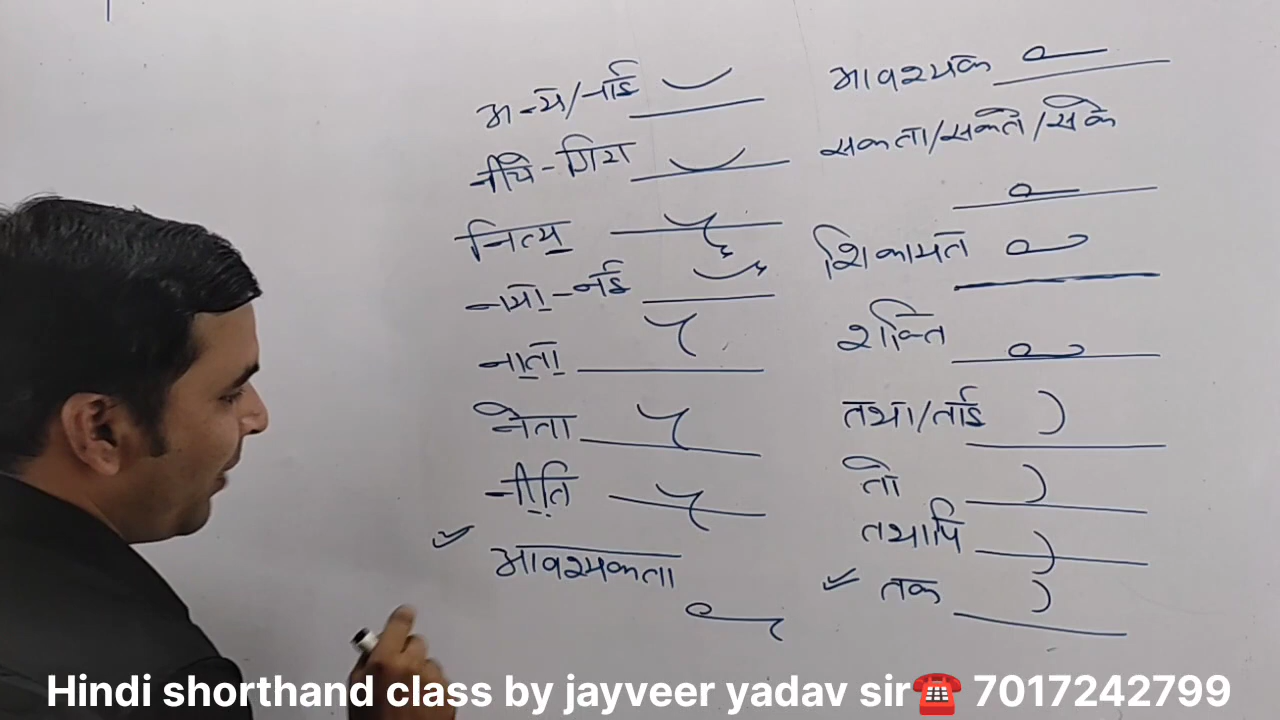 अन्य/नाई
नीचे-गिरा
नित्य
नया-नई
नाता
नेता
नीति
आवश्यकता
आवश्यक
सकता/सकते/सके
शिकायत
शक्ति
तथा/ताई
तो
तथापि
तक
Hindi shorthand class by jayveer yadav sir☎️ 7017242799